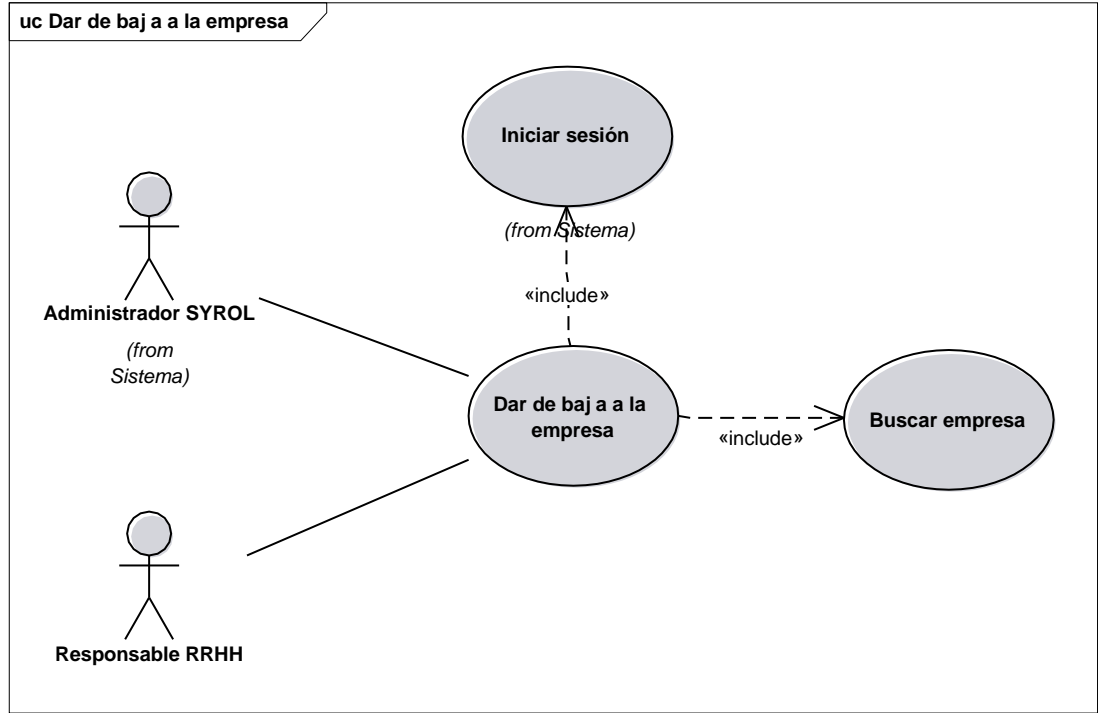 uc Dar de baj a a la empresa
Iniciar sesión
(from Sistema)
«include»
Administrador SYROL
(from
Sistema)
Dar de baj a a la
empresa
«include»
Buscar empresa
Responsable RRHH